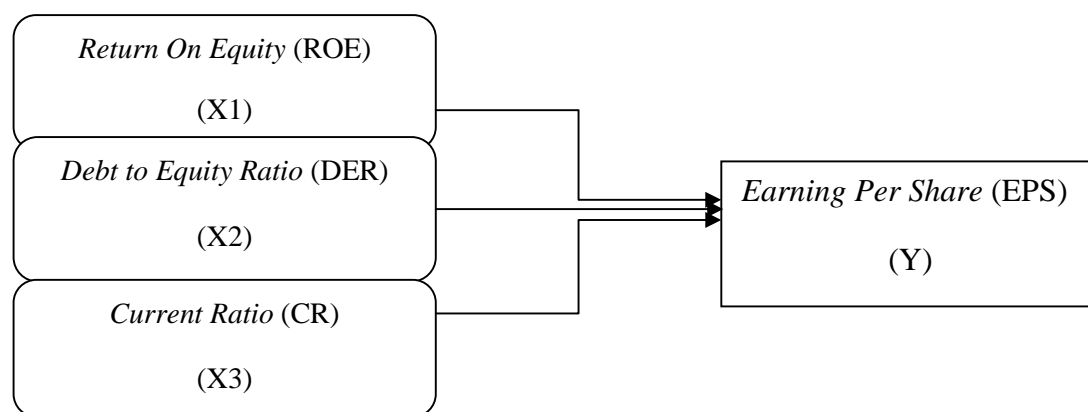 Return On Equity (ROE)
(X1)
Debt to Equity Ratio (DER)
(X2)
Current Ratio (CR)
(X3)
Earning Per Share (EPS)
(Y)